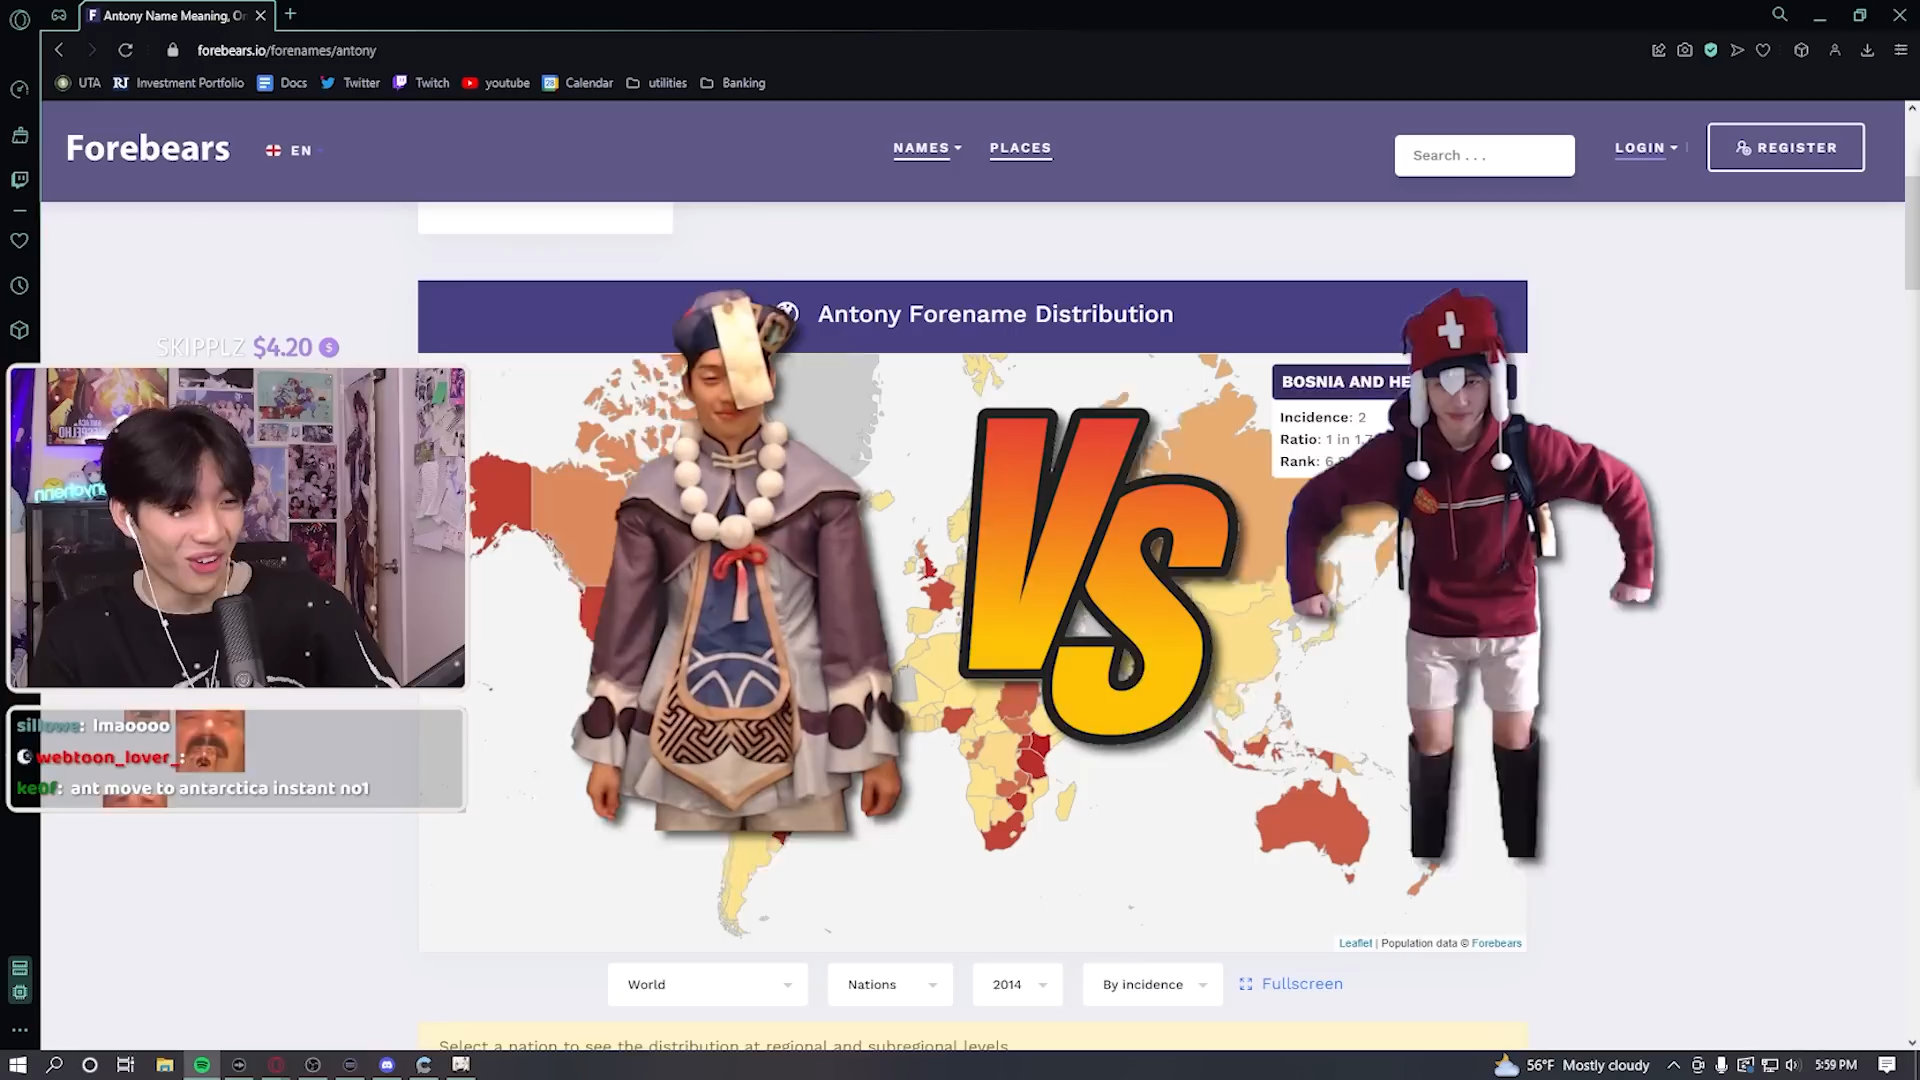 Antony Name Meaning, O
forebears.io/forenames/antony
UTA
RJ Investment Portfolio
Docs
Twitter
Twitch
youtube
Calendar
utilities
Banking
Forebears
EN
NAMES
PLACES
Search . . .
LOGIN
REGISTER
Antony Forename Distribution
SKIPPLZ $4.20
BOSNIA AND HE
Incidence: 2
Ratio: 1 in 1.
Rank: 6
VS
sillowe: lmaoooo
webtoon_lover_:
ke0f: ant move to antarctica instant no1
Leaflet | Population data © Forebears
World
Nations
2014
By incidence
Fullscreen
Select a nation to see the distribution at regional and subregional levels
56°F Mostly cloudy
5:59 PM